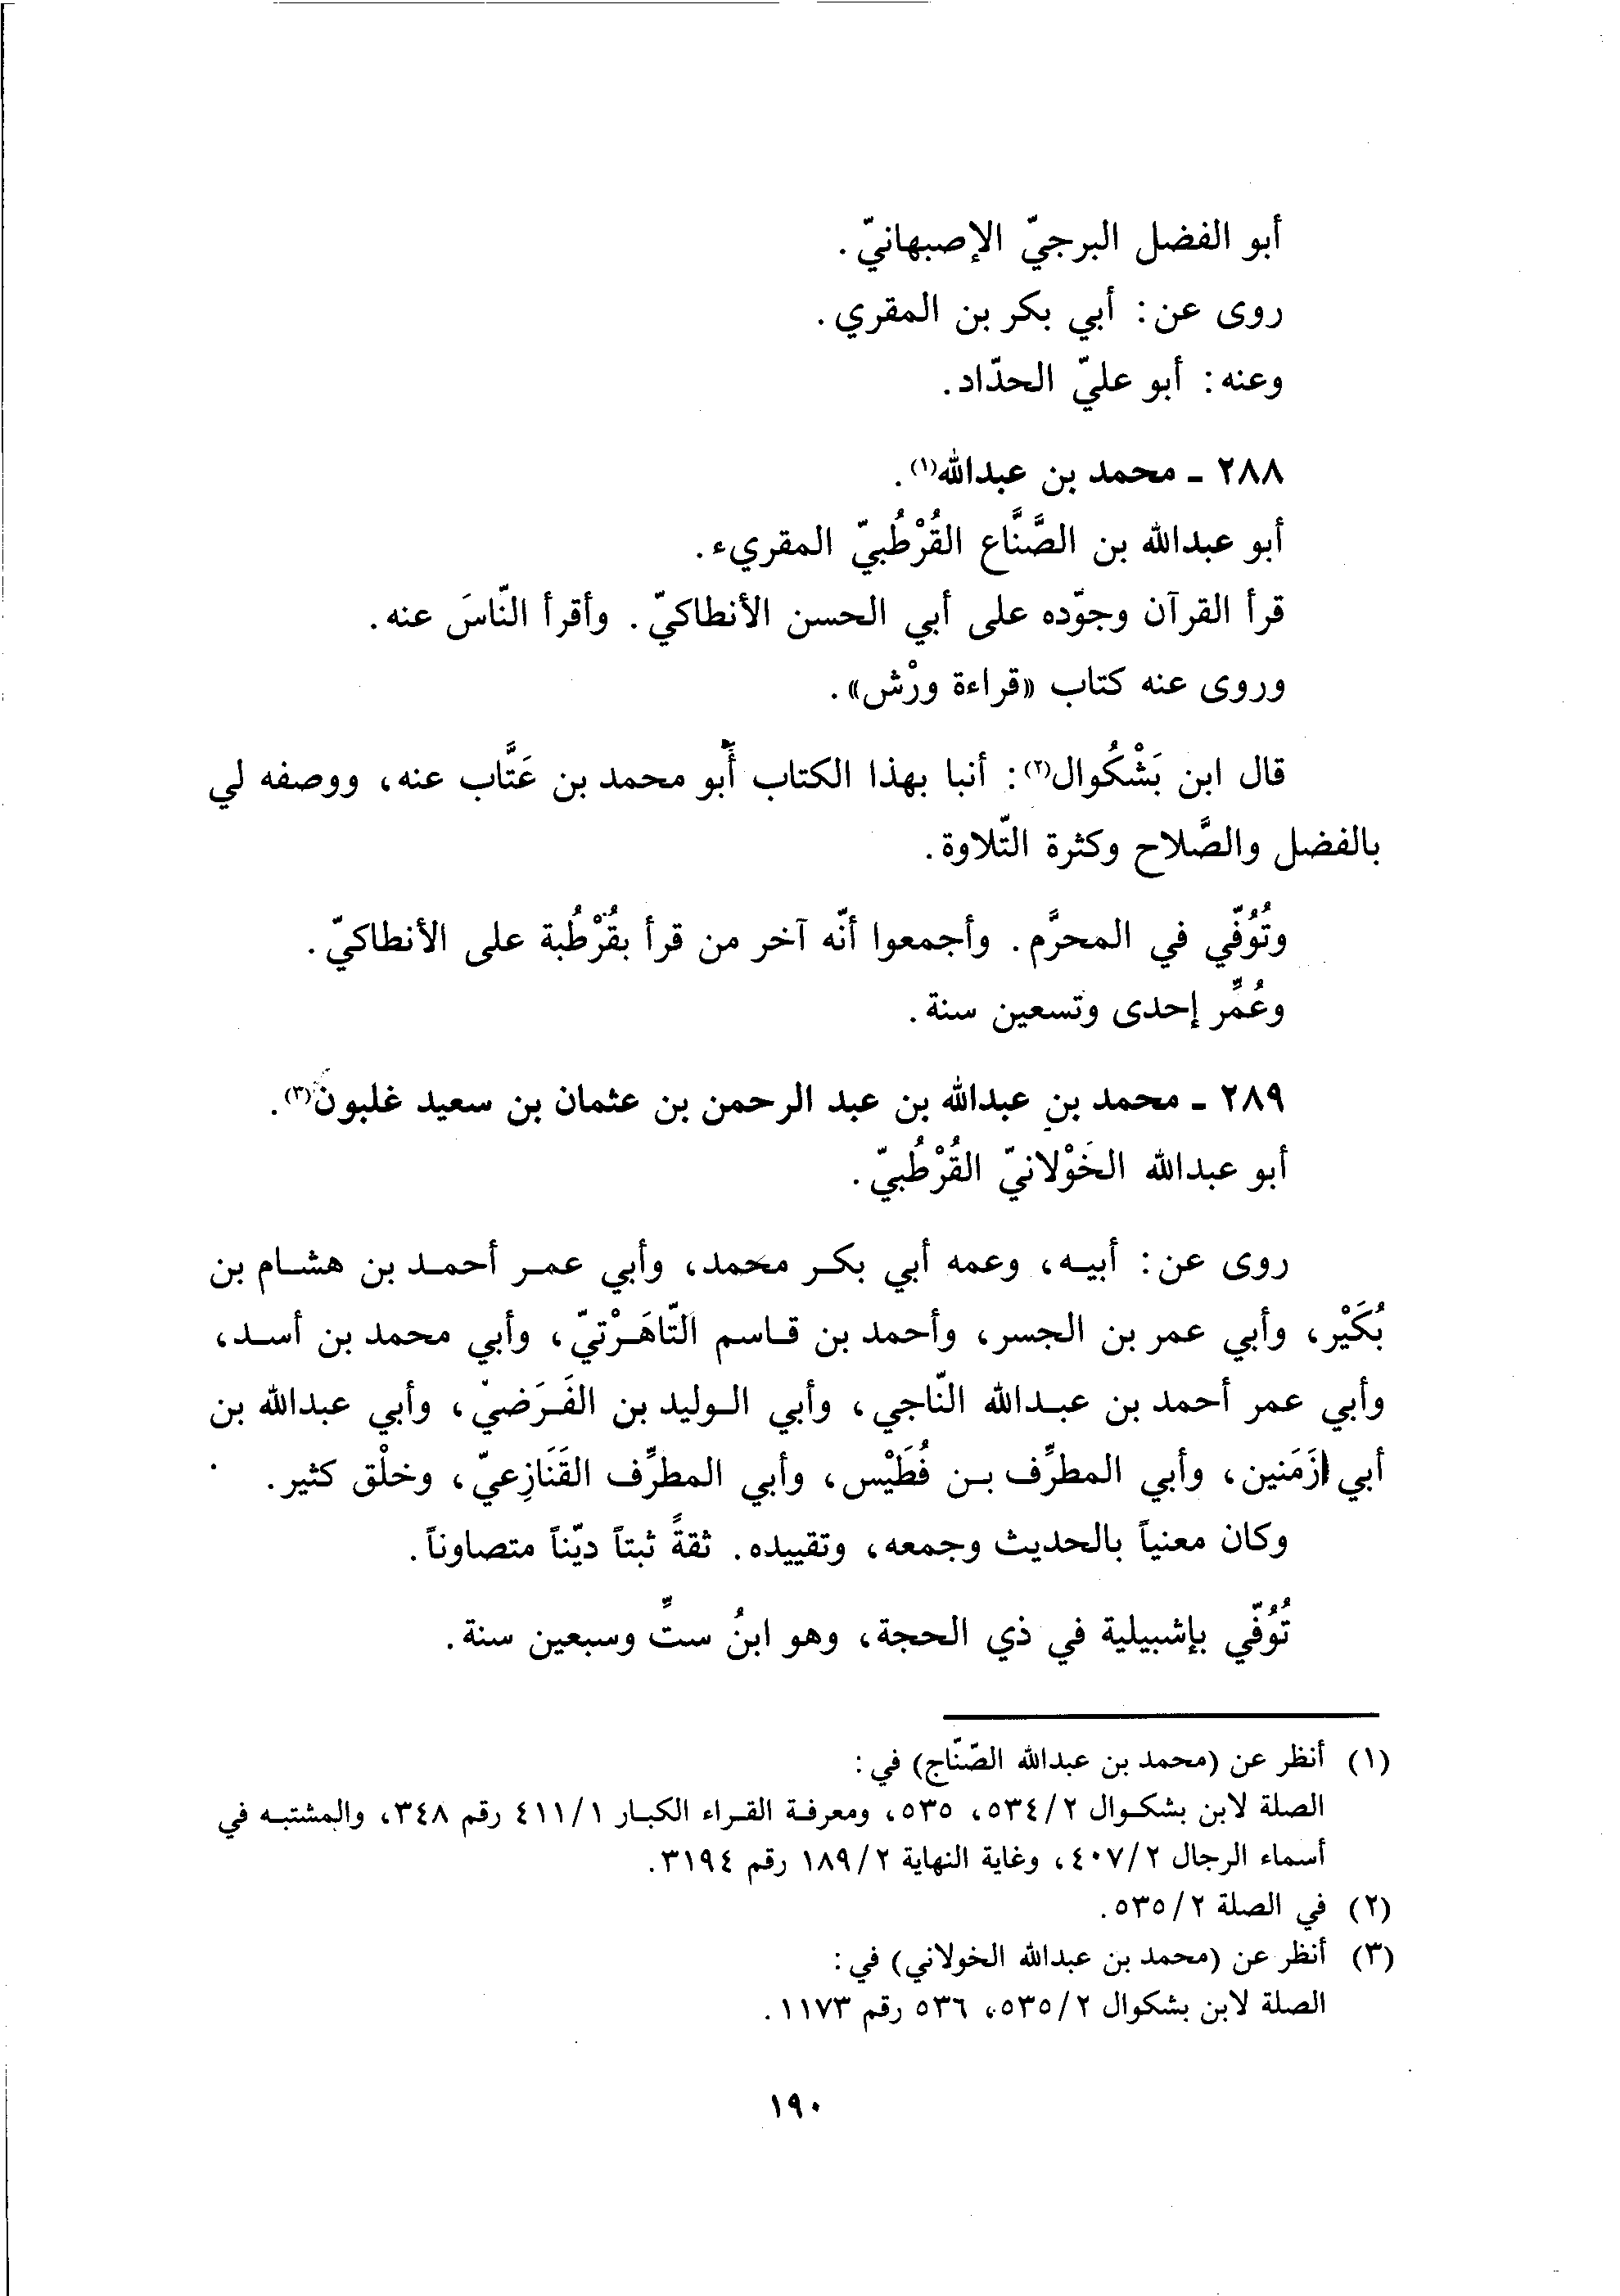 أبو الفضل البرجيّ الإصبهانيّ.
روى عن: أبي بكر بن المقري.
وعنه: أبو عليّ الحدّاد.
٢٨٨ - محمد بن عبدالله(١).
أبو عبدالله بن الصَّنَّاع القُرْطُبيّ المقريء.
قرأ القرآن وجوّده على أبي الحسن الأنطاكيّ. وأقرأ النّاسَ عنه.
وروى عنه كتاب «قراءة ورْش».
قال ابن بَشْكُوال(٢): أنبا بهذا الكتاب أبو محمد بن عَتَّاب عنه، ووصفه لي
بالفضل والصَّلاح وكثرة التّلاوة.
وتُوُفّي في المحرَّم. وأجمعوا أنّه آخر من قرأ بقُرْطُبة على الأنطاكيّ.
وعُمِّر إحدى وتسعين سنة.
٢٨٩ - محمد بن عبدالله بن عبد الرحمن بن عثمان بن سعيد غلبون(٣).
أبو عبدالله الخَوْلانيّ القُرْطُبيّ.
روى عن: أبيه، وعمه أبي بكر محمد، وأبي عمر أحمد بن هشام بن
بُكَيْر، وأبي عمر بن الجسر، وأحمد بن قاسم التّاهَرْتيّ، وأبي محمد بن أسد،
وأبي عمر أحمد بن عبدالله النّاجي، وأبي الوليد بن الفَرَضيّ، وأبي عبدالله بن
أبي زَمَنين، وأبي المطرِّف بن فُطَيْس، وأبي المطرِّف القَنَازِعيّ، وخلْق كثير.
وكان معنياً بالحديث وجمعه، وتقييده. ثقةً ثبتاً ديّناً متصاوناً.
تُوُفّي بإشبيلية في ذي الحجة، وهو ابنُ ستٍّ وسبعين سنة.
(١) أنظر عن (محمد بن عبدالله الصّنّاج) في:
الصلة لابن بشكوال ٢/٥٣٤، ٥٣٥، ومعرفة القراء الكبار ١/٤١١ رقم ٣٤٨، والمشتبه في
أسماء الرجال ٢/٤٠٧، وغاية النهاية ٢/١٨٩ رقم ٣١٩٤.
(٢) في الصلة ٢/٥٣٥.
(٣) أنظر عن (محمد بن عبدالله الخولاني) في:
الصلة لابن بشكوال ٢/٥٣٥، ٥٣٦ رقم ١١٧٣.
١٩٠